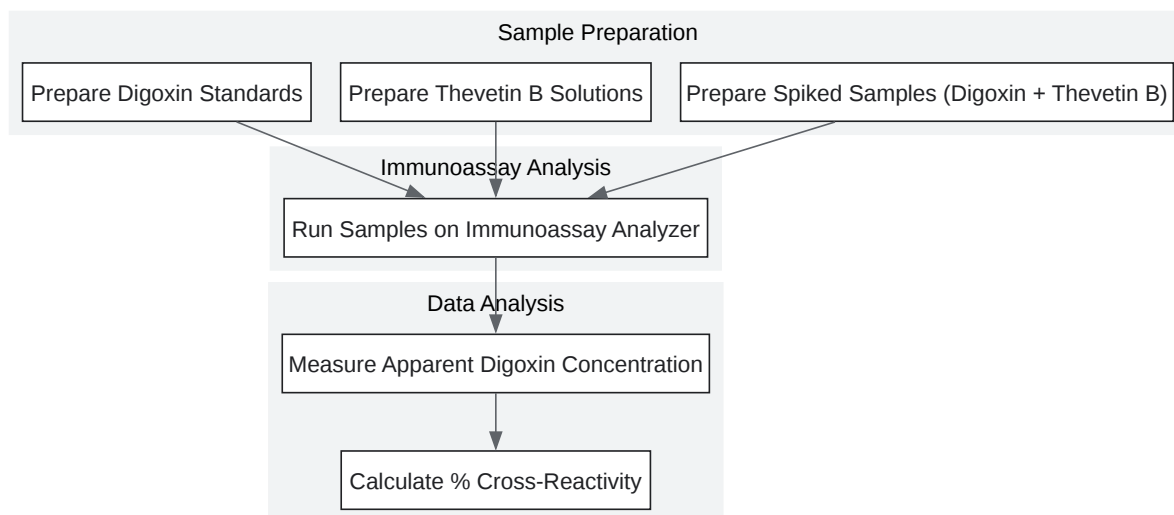 Sample Preparation
Prepare Digoxin Standards
Prepare Thevetin B Solutions
Prepare Spiked Samples (Digoxin + Thevetin B)
Immunoassay Analysis
Run Samples on Immunoassay Analyzer
Data Analysis
Measure Apparent Digoxin Concentration
Calculate % Cross-Reactivity